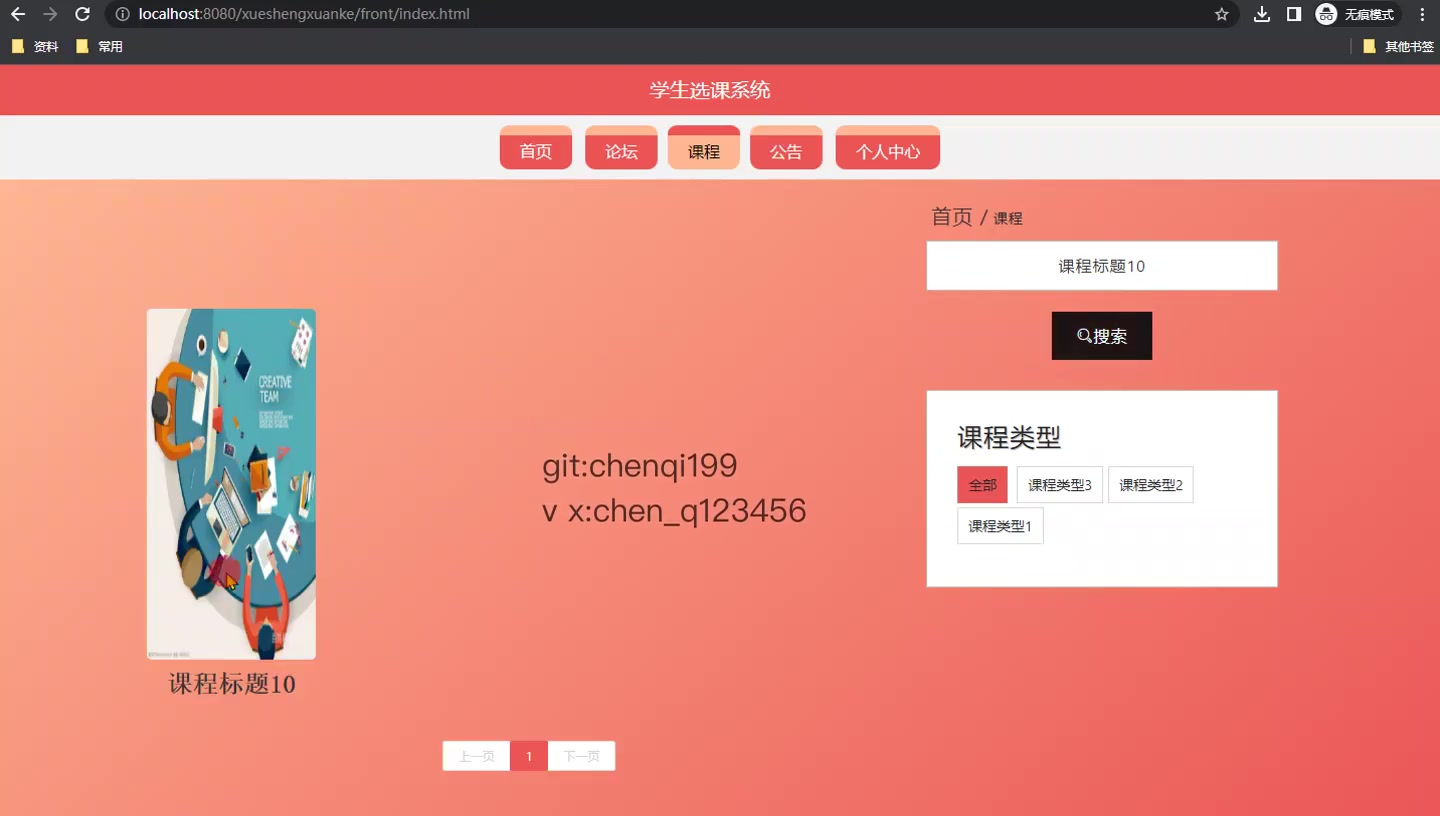 localhost:8080/xueshengxuanke/front/index.html
无痕模式
资料
常用
其他书签
学生选课系统
首页
论坛
课程
公告
个人中心
首页 / 课程
课程标题10
搜索
CREATIVE
TEAM
课程类型
全部
课程类型3
课程类型2
课程类型1
git:chenqi199
v x:chen_q123456
课程标题10
上一页
1
下一页